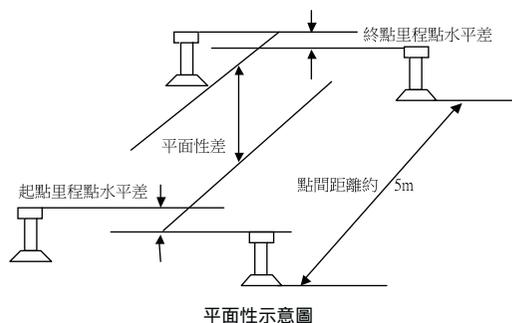 終點里程點水平差
平面性差
起點里程點水平差
點間距離約 5m
平面性示意圖